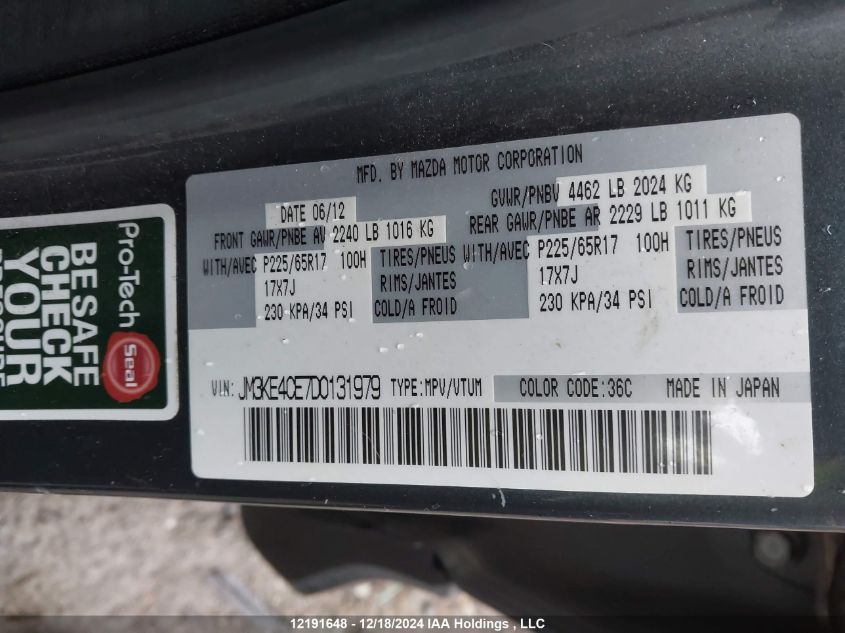 MFD. BY MAZDA MOTOR CORPORATION
DATE 06/12
GVWR/PNBV 4462 LB 2024 KG
FRONT GAWR/PNBE AV 2240 LB 1016 KG
REAR GAWR/PNBE AR 2229 LB 1011 KG
WITH/AVEC P225/65R17 100H TIRES/PNEUS
17X7J RIMS/JANTES
230 KPA/34 PSI COLD/A FROID
WITH/AVEC P225/65R17 100H TIRES/PNEUS
17X7J RIMS/JANTES
230 KPA/34 PSI COLD/A FROID
VIN: JM3KE4CE7D0131979 TYPE:MPV/VTUM COLOR CODE:36C MADE IN JAPAN
Pro-Tech
Seal
BE SAFE
CHECK
YOUR
12191648 - 12/18/2024 IAA Holdings , LLC